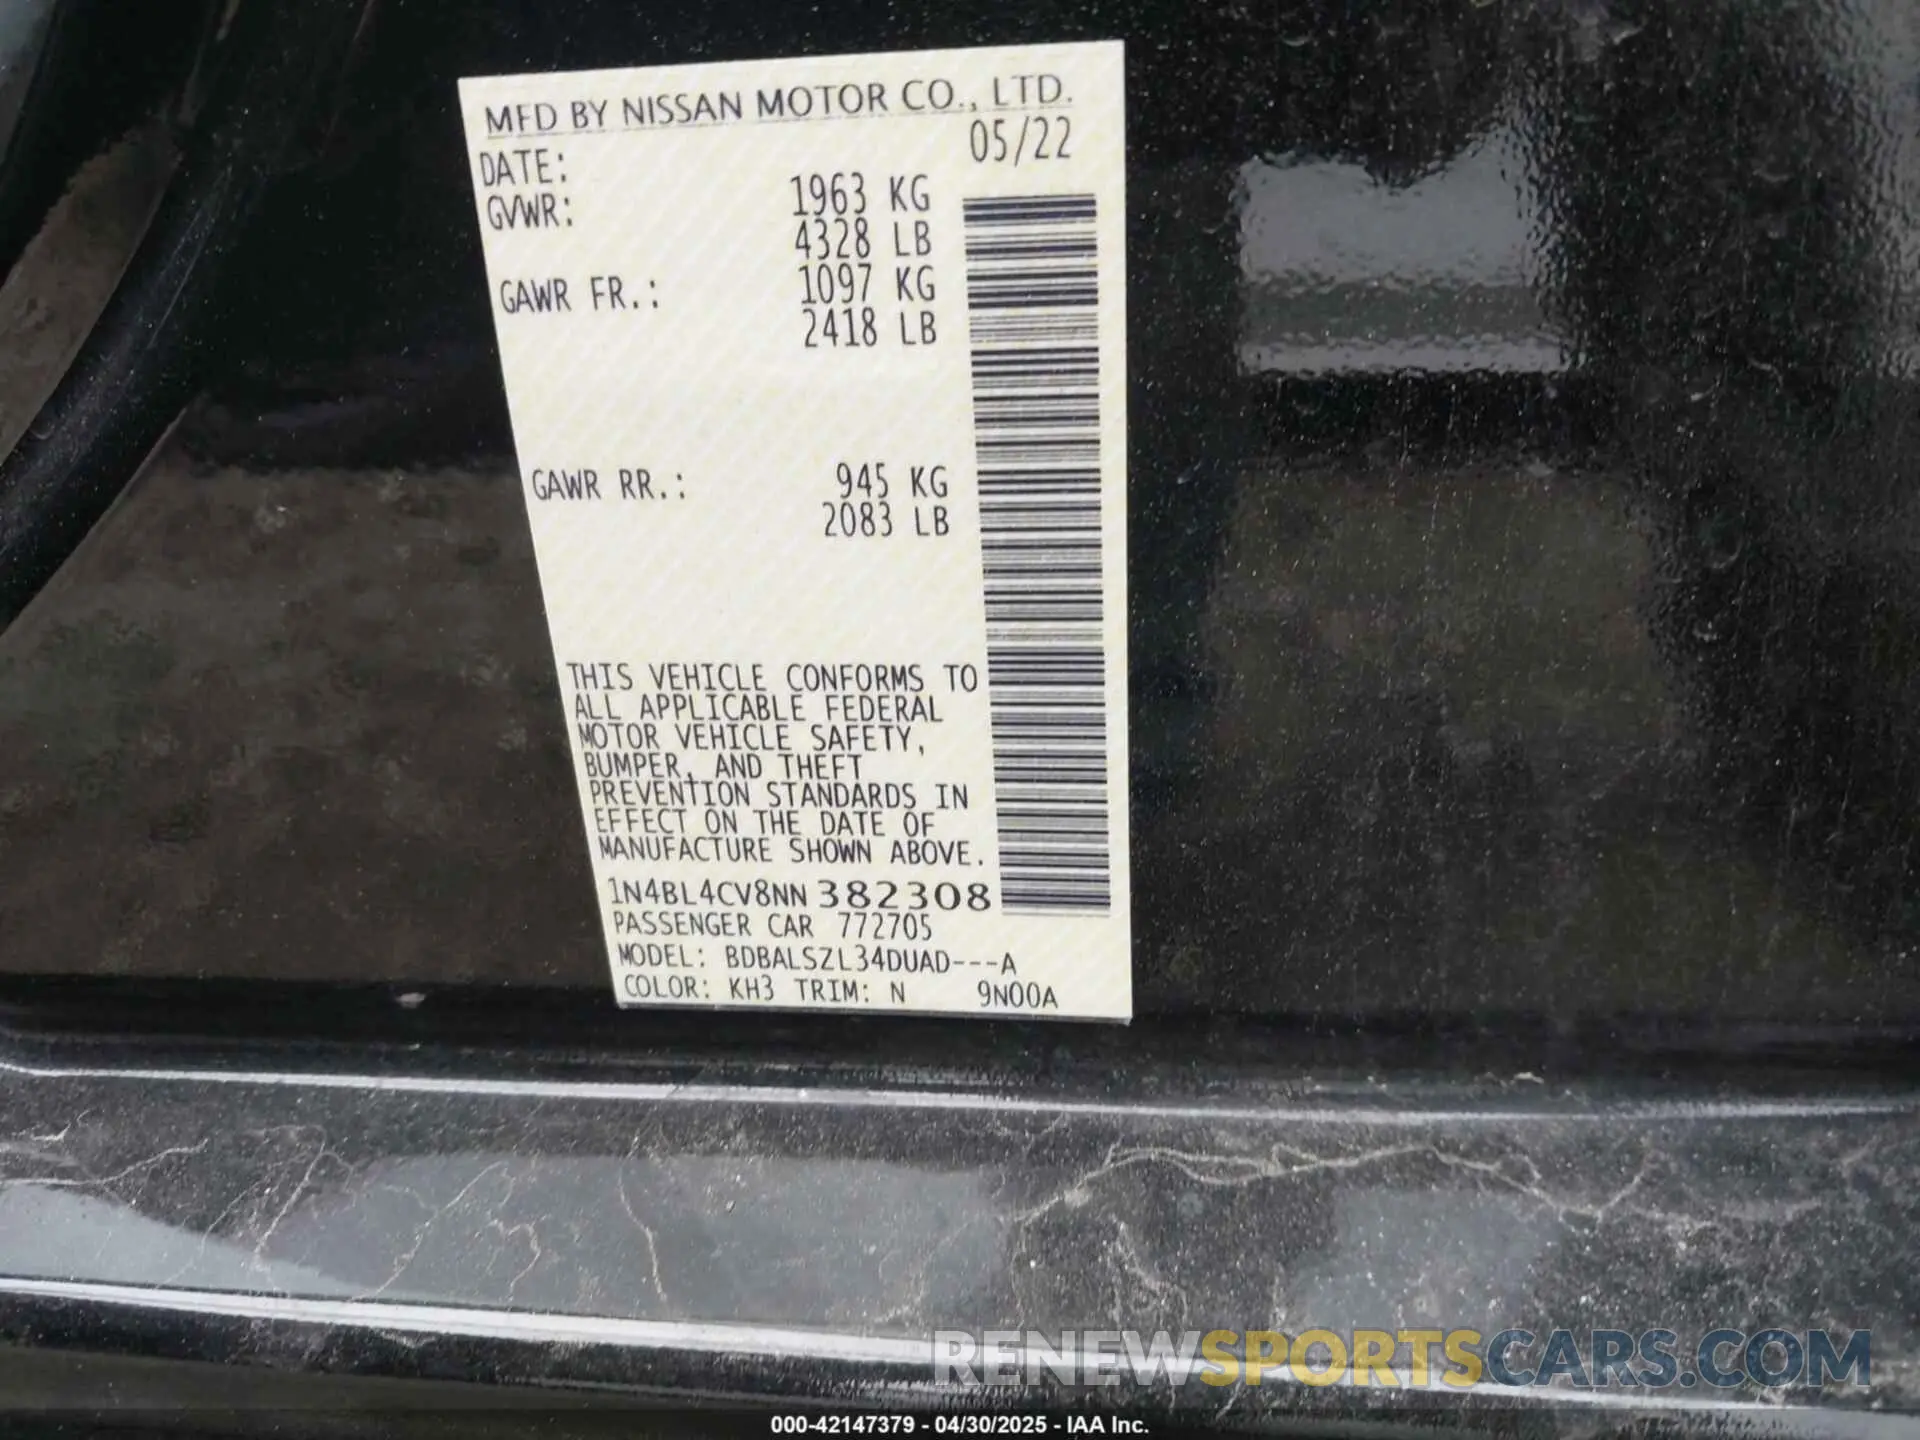 MFD BY NISSAN MOTOR CO., LTD.
DATE: 05/22
GVWR: 1963 KG
4328 LB
GAWR FR.: 1097 KG
2418 LB
GAWR RR.: 945 KG
2083 LB
THIS VEHICLE CONFORMS TO
ALL APPLICABLE FEDERAL
MOTOR VEHICLE SAFETY,
BUMPER, AND THEFT
PREVENTION STANDARDS IN
EFFECT ON THE DATE OF
MANUFACTURE SHOWN ABOVE.
1N4BL4CV8NN382308
PASSENGER CAR 772705
MODEL: BDBALSZL34DUAD---A
COLOR: KH3 TRIM: N 9N00A
RENEWSPORTSCARS.COM
000-42147379 - 04/30/2025 - IAA Inc.